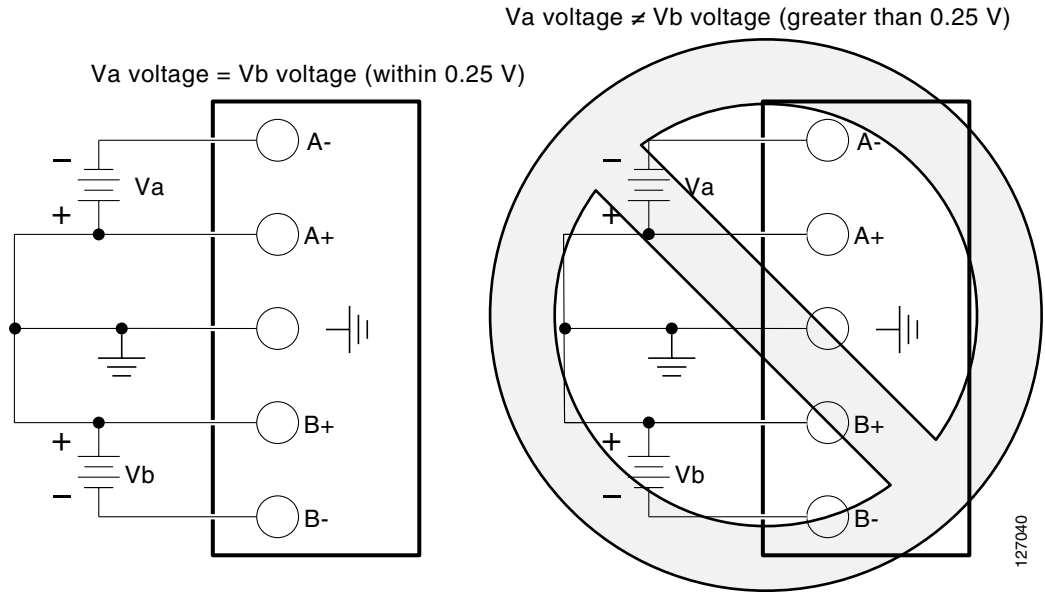 Va voltage ≠ Vb voltage (greater than 0.25 V)
Va voltage = Vb voltage (within 0.25 V)
A-
−
Va
+
A+
B+
+
Vb
−
B-
A-
−
Va
+
A+
B+
+
Vb
−
B-
127040